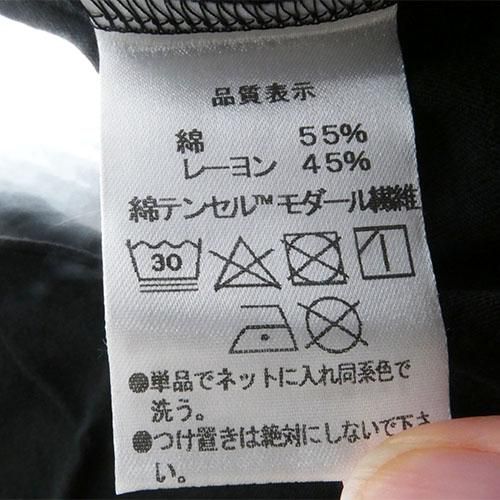 品質表示
綿 55%
レーヨン 45%
綿テンセル™モダール繊維
30
●単品でネットに入れ同系色で
洗う。
●つけ置きは絶対にしないで下さ
い。